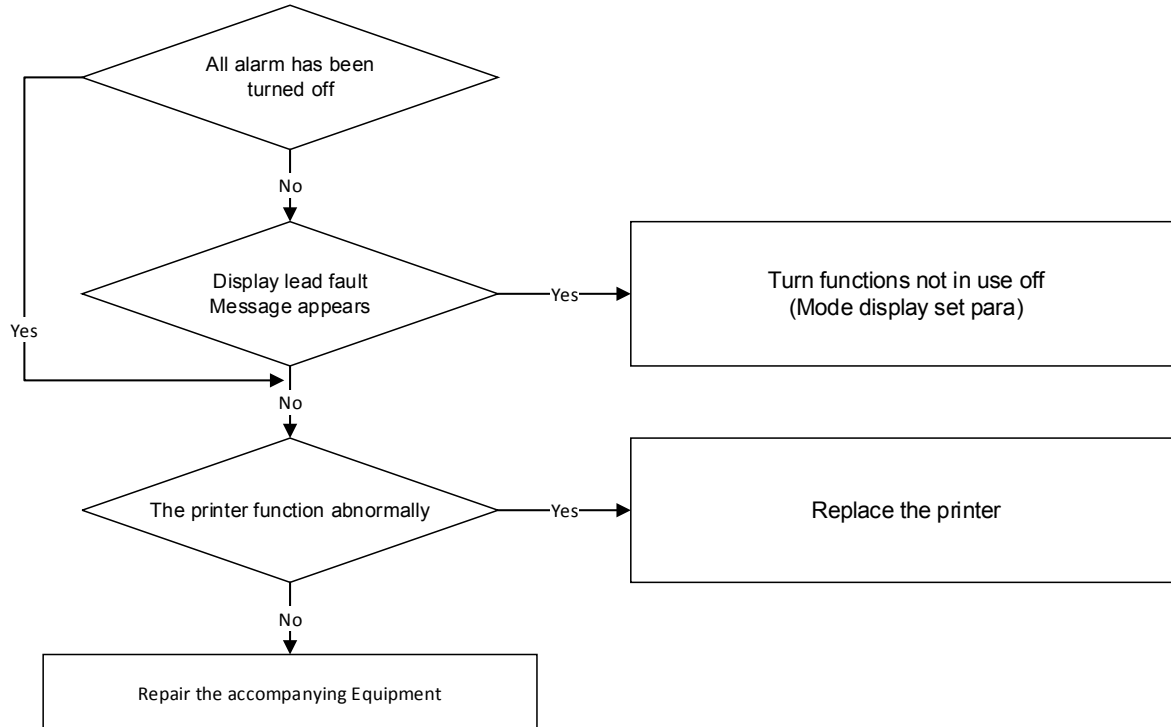 All alarm has been
turned off
No
Display lead fault
Message appears
Yes
Turn functions not in use off
(Mode display set para)
Yes
No
The printer function abnormally
Yes
Replace the printer
No
Repair the accompanying Equipment